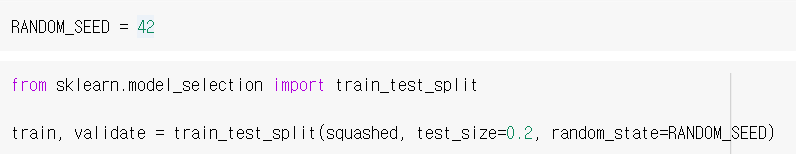 RANDOM_SEED = 42
from sklearn.model_selection import train_test_split
train, validate = train_test_split(squashed, test_size=0.2, random_state=RANDOM_SEED)